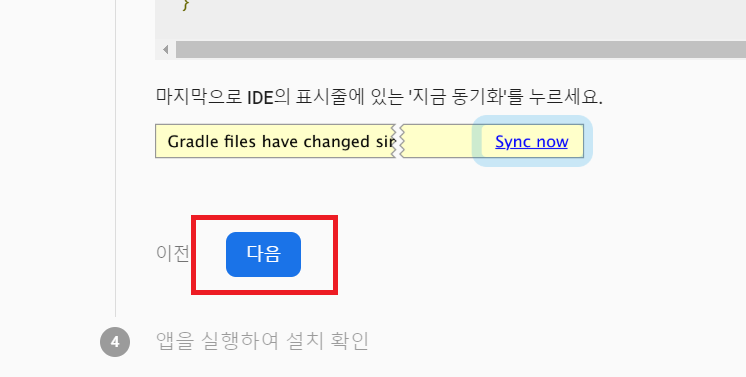 }
마지막으로 IDE의 표시줄에 있는 '지금 동기화'를 누르세요.
Gradle files have changed sin Sync now
이전 다음
4 앱을 실행하여 설치 확인